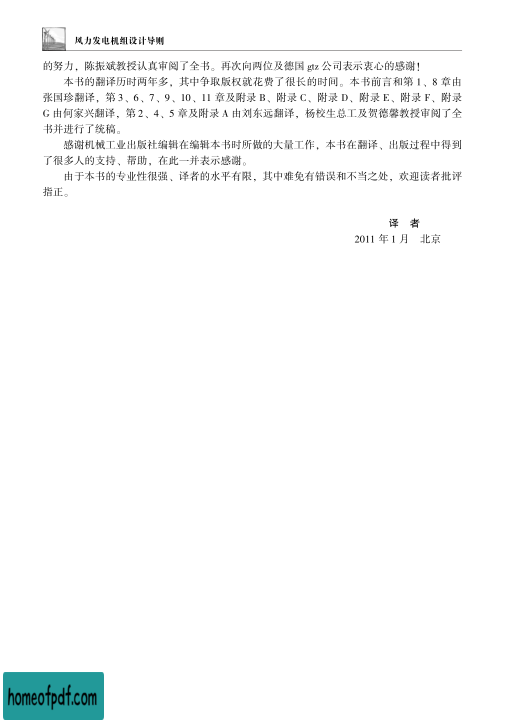 风力发电机组设计导则
的努力，陈振斌教授认真审阅了全书。再次向两位及德国 gtz 公司表示衷心的感谢！
本书的翻译历时两年多，其中争取版权就花费了很长的时间。本书前言和第 1、8 章由
张国珍翻译，第 3、6、7、9、10、11 章及附录 B、附录 C、附录 D、附录 E、附录 F、附录
G 由何家兴翻译，第 2、4、5 章及附录 A 由刘东远翻译，杨校生总工及贺德馨教授审阅了全
书并进行了统稿。
感谢机械工业出版社编辑在编辑本书时所做的大量工作，本书在翻译、出版过程中得到
了很多人的支持、帮助，在此一并表示感谢。
由于本书的专业性很强、译者的水平有限，其中难免有错误和不当之处，欢迎读者批评
指正。
译 者
2011 年 1 月 北京
homeofpdf.com